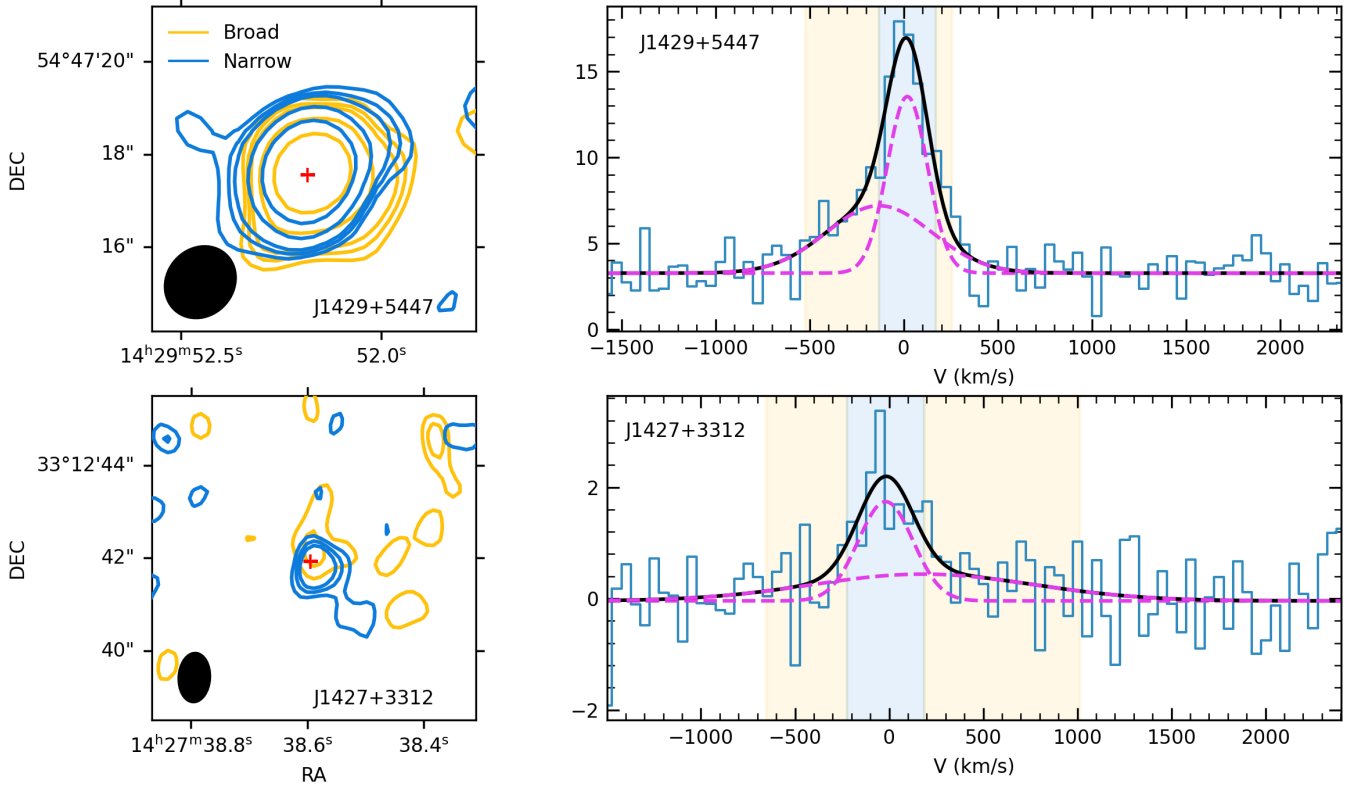 Broad
Narrow
54°47'20"
18"
16"
DEC
J1429+5447
14ʰ29ᵐ52.5ˢ
52.0ˢ
J1429+5447
15
10
5
0
−1500
−1000
−500
0
500
1000
1500
2000
V (km/s)
33°12'44"
42"
40"
DEC
J1427+3312
14ʰ27ᵐ38.8ˢ
38.6ˢ
38.4ˢ
RA
J1427+3312
2
0
−2
−1000
−500
0
500
1000
1500
2000
V (km/s)